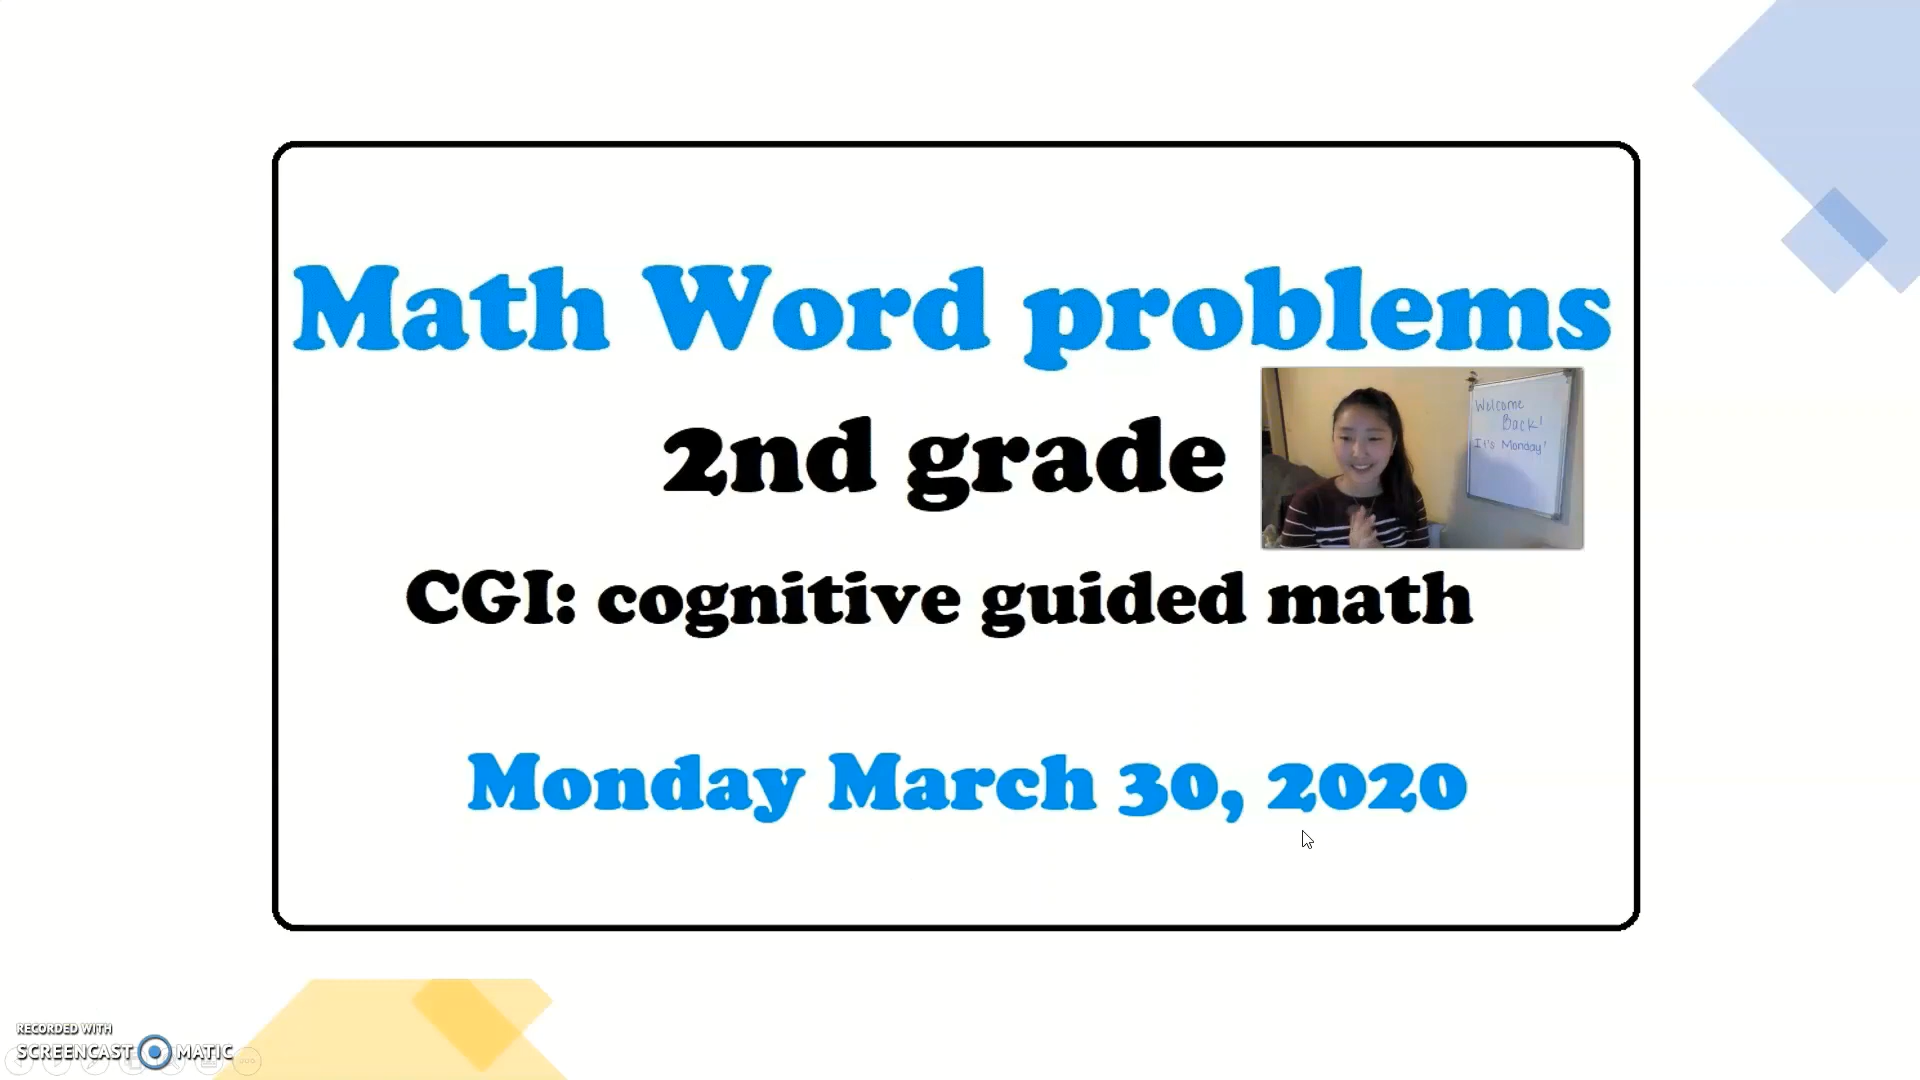 Math Word problems
2nd grade
Welcome
Back!
It's Monday!
CGI: cognitive guided math
Monday March 30, 2020
RECORDED WITH
SCREENCAST MATIC